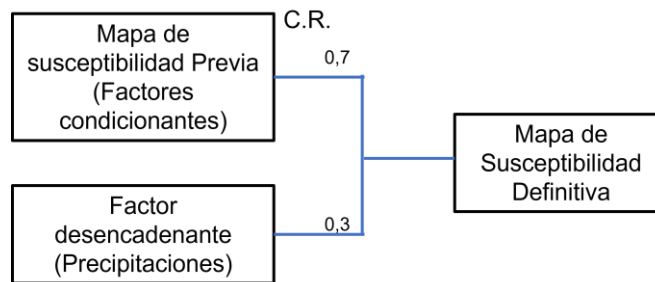 C.R.
Mapa de
susceptibilidad Previa
(Factores
condicionantes)
0,7
Mapa de
Susceptibilidad
Definitiva
Factor
desencadenante
(Precipitaciones)
0,3